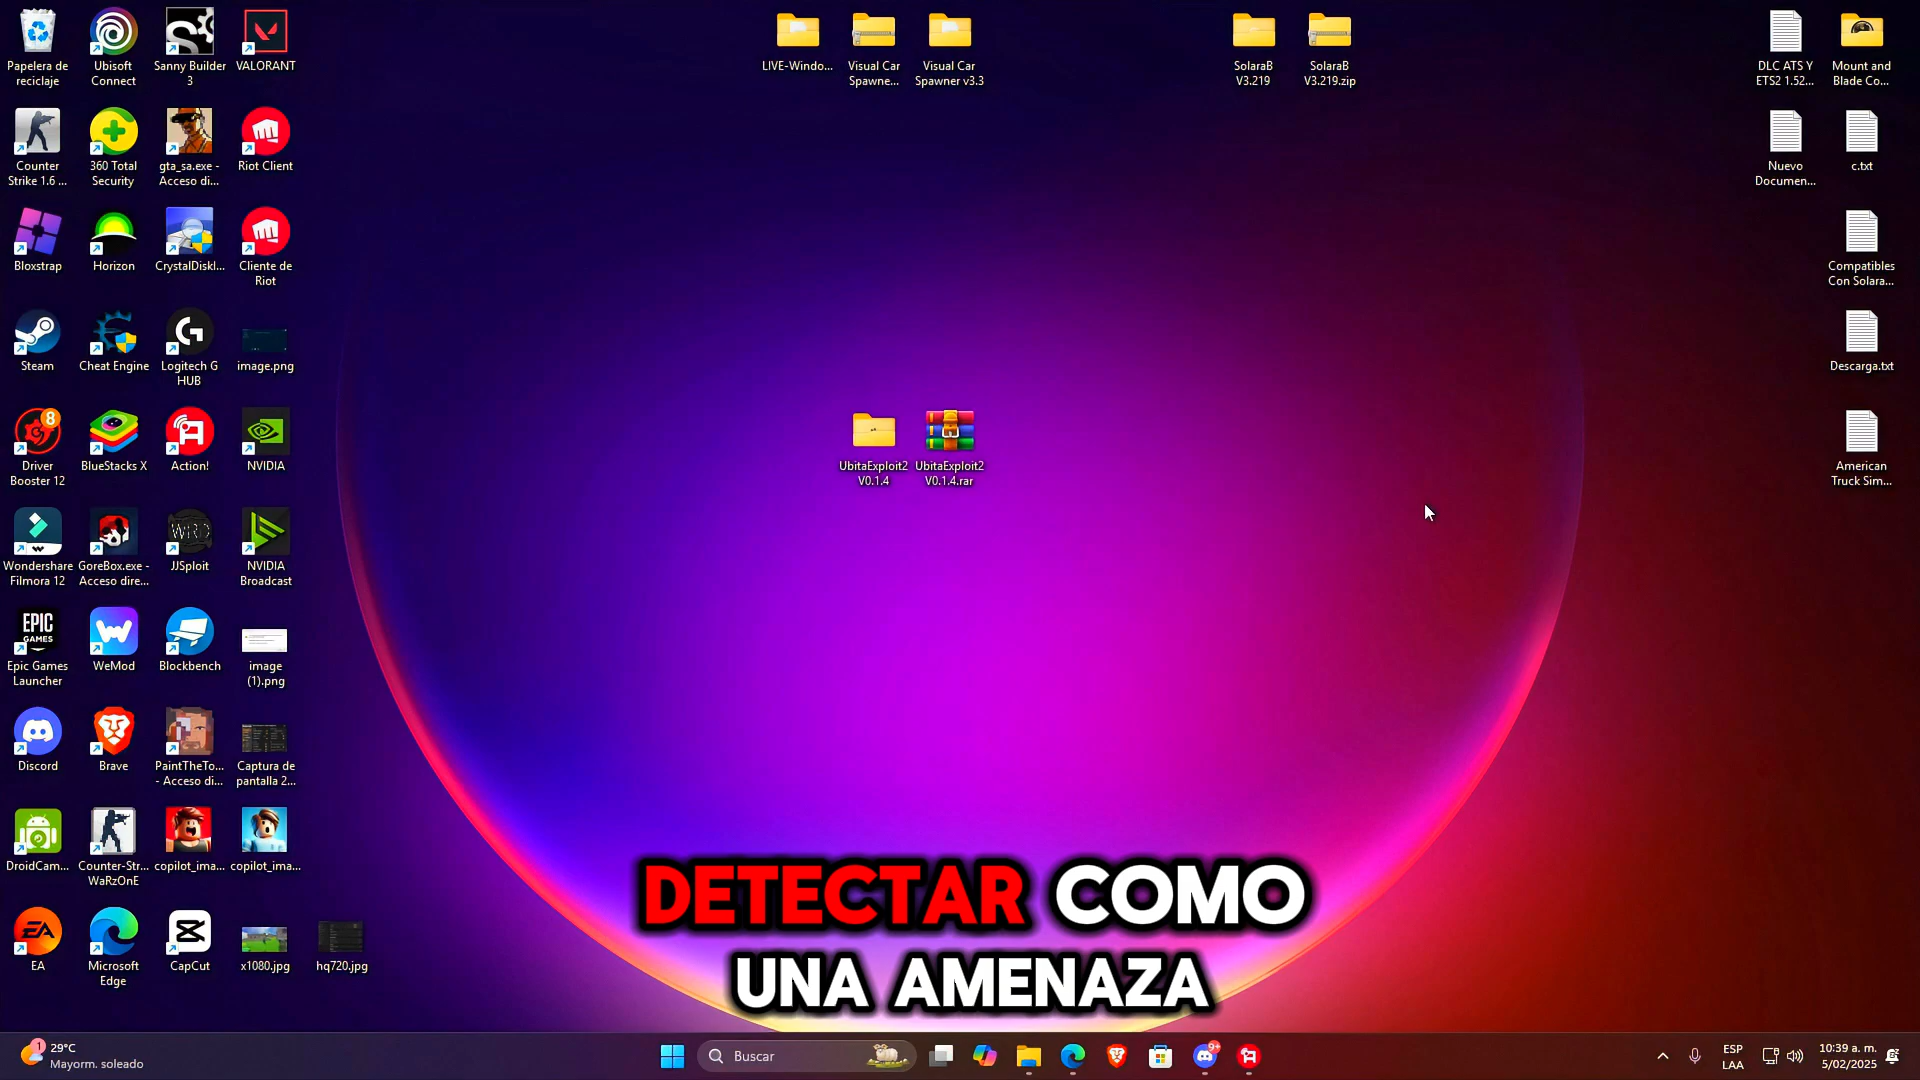 Papelera de
reciclaje
Ubisoft
Connect
Sanny Builder
3
VALORANT
LIVE-Windo...
Visual Car
Spawne...
Visual Car
Spawner v3.3
SolaraB
V3.219
SolaraB
V3.219.zip
DLC ATS Y
ETS2 1.52...
Mount and
Blade Co...
Counter
Strike 1.6 ...
360 Total
Security
gta_sa.exe -
Acceso di...
Riot Client
Nuevo
Documen...
c.txt
Bloxstrap
Horizon
CrystalDiskI...
Cliente de
Riot
Compatibles
Con Solara...
Steam
Cheat Engine
Logitech G
HUB
image.png
Descarga.txt
8
Driver
Booster 12
BlueStacks X
Action!
NVIDIA
UbitaExploit2
V0.1.4
UbitaExploit2
V0.1.4.rar
American
Truck Sim...
Wondershare
Filmora 12
GoreBox.exe -
Acceso dire...
WRD
JJSploit
NVIDIA
Broadcast
EPIC
GAMES
Epic Games
Launcher
WeMod
Blockbench
image
(1).png
Discord
Brave
PaintTheTo...
- Acceso di...
Captura de
pantalla 2...
DroidCam...
Counter-Str...
WaRzOnE
copilot_ima...
copilot_ima...
EA
EA
Microsoft
Edge
CapCut
x1080.jpg
hq720.jpg
DETECTAR COMO
UNA AMENAZA
1
29°C
Mayorm. soleado
Buscar
9+
ESP
LAA
10:39 a. m.
5/02/2025